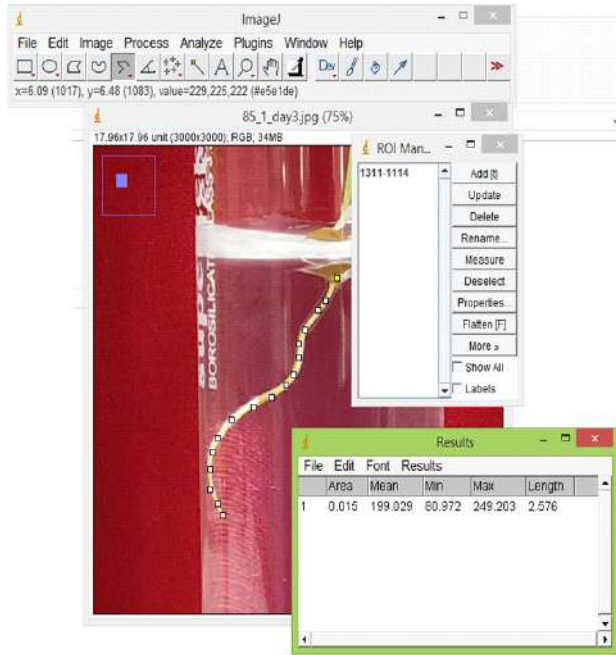 ImageJ
File Edit Image Process Analyze Plugins Window Help
Dev
x=6.09 (1017), y=6.48 (1083), value=229,225,222 (#e5e1de)
85_1_day3.jpg (75%)
17.96x17.96 unit (3000x3000); RGB; 34MB
BOROSILICATE
ROI Man...
1311-1114
Add [t]
Update
Delete
Rename...
Measure
Deselect
Properties...
Flatten [F]
More »
Show All
Labels
Results
File Edit Font Results
Area Mean Min Max Length
1 0.015 199.029 60.972 249.203 2.576